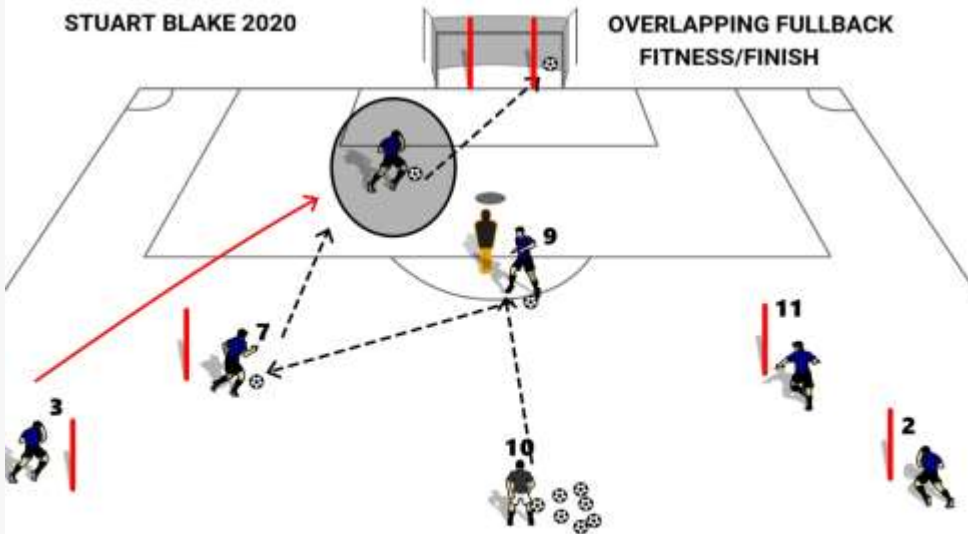 STUART BLAKE 2020
OVERLAPPING FULLBACK
FITNESS/FINISH
9
11
7
3
2
10